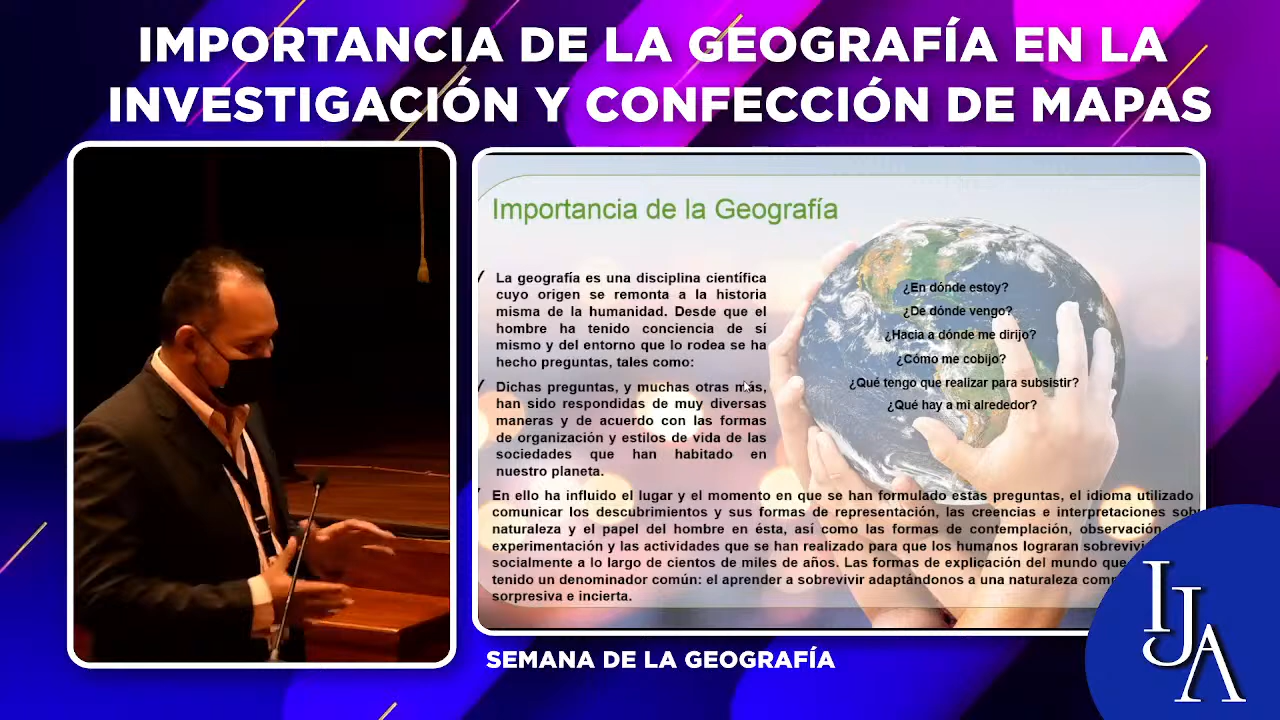 IMPORTANCIA DE LA GEOGRAFÍA EN LA
INVESTIGACIÓN Y CONFECCIÓN DE MAPAS
Importancia de la Geografía
La geografía es una disciplina científica
cuyo origen se remonta a la historia
misma de la humanidad. Desde que el
hombre ha tenido conciencia de sí
mismo y del entorno que lo rodea se ha
hecho preguntas, tales como:
Dichas preguntas, y muchas otras más,
han sido respondidas de muy diversas
maneras y de acuerdo con las formas
de organización y estilos de vida de las
sociedades que han habitado en
nuestro planeta.
¿En dónde estoy?
¿De dónde vengo?
¿Hacia a dónde me dirijo?
¿Cómo me cobijo?
¿Qué tengo que realizar para subsistir?
¿Qué hay a mi alrededor?
En ello ha influido el lugar y el momento en que se han formulado estas preguntas, el idioma utilizado
comunicar los descubrimientos y sus formas de representación, las creencias e interpretaciones
naturaleza y el papel del hombre en ésta, así como las formas de contemplación, observación
experimentación y las actividades que se han realizado para que los humanos lograran
socialmente a lo largo de cientos de miles de años. Las formas de explicación del mundo que
tenido un denominador común: el aprender a sobrevivir adaptándonos a una naturaleza
sorpresiva e incierta.
SEMANA DE LA GEOGRAFÍA
IJA